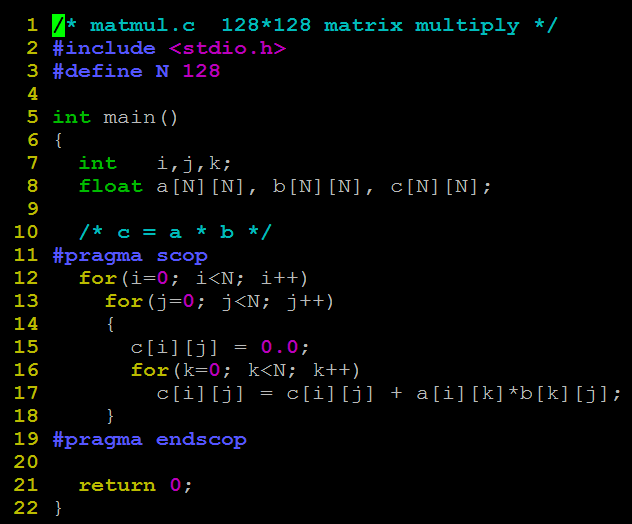 1 /* matmul.c  128*128 matrix multiply */
2 #include <stdio.h>
3 #define N 128
4
5 int main()
6 {
7   int   i,j,k;
8   float a[N][N], b[N][N], c[N][N];
9
10   /* c = a * b */
11 #pragma scop
12   for(i=0; i<N; i++)
13     for(j=0; j<N; j++)
14     {
15       c[i][j] = 0.0;
16       for(k=0; k<N; k++)
17         c[i][j] = c[i][j] + a[i][k]*b[k][j];
18     }
19 #pragma endscop
20
21   return 0;
22 }